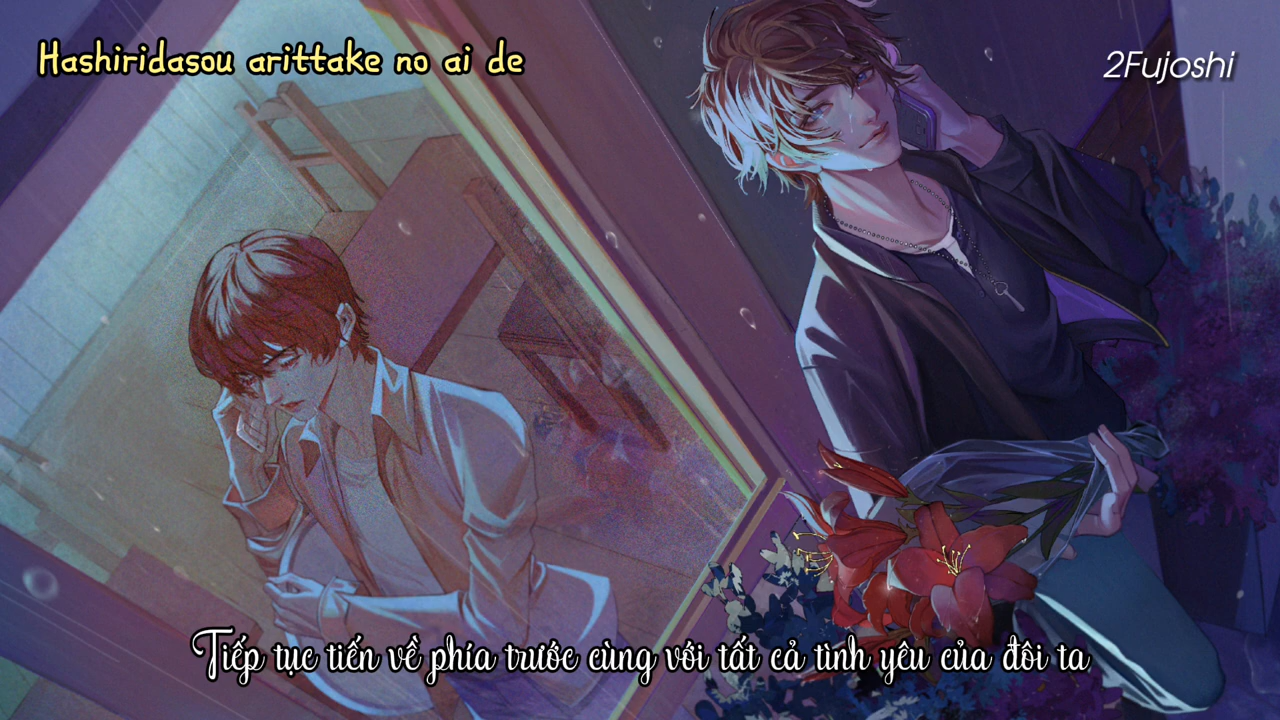 Hashiridasou arittake no ai de
2Fujoshi
Tiếp tục tiến về phía trước cùng với tất cả tình yêu của đôi ta